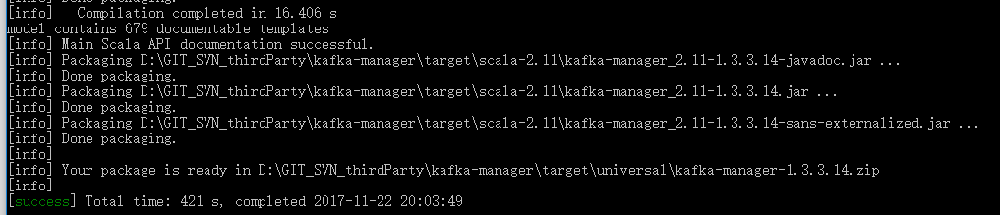 [info]   Compilation completed in 16.406 s
model contains 679 documentable templates
[info] Main Scala API documentation successful.
[info] Packaging D:\GIT_SVN_thirdParty\kafka-manager\target\scala-2.11\kafka-manager_2.11-1.3.3.14-javadoc.jar ...
[info] Done packaging.
[info] Packaging D:\GIT_SVN_thirdParty\kafka-manager\target\scala-2.11\kafka-manager_2.11-1.3.3.14.jar ...
[info] Done packaging.
[info] Packaging D:\GIT_SVN_thirdParty\kafka-manager\target\scala-2.11\kafka-manager_2.11-1.3.3.14-sans-externalized.jar ...
[info] Done packaging.
[info]
[info] Your package is ready in D:\GIT_SVN_thirdParty\kafka-manager\target\universal\kafka-manager-1.3.3.14.zip
[info]
[success] Total time: 421 s, completed 2017-11-22 20:03:49